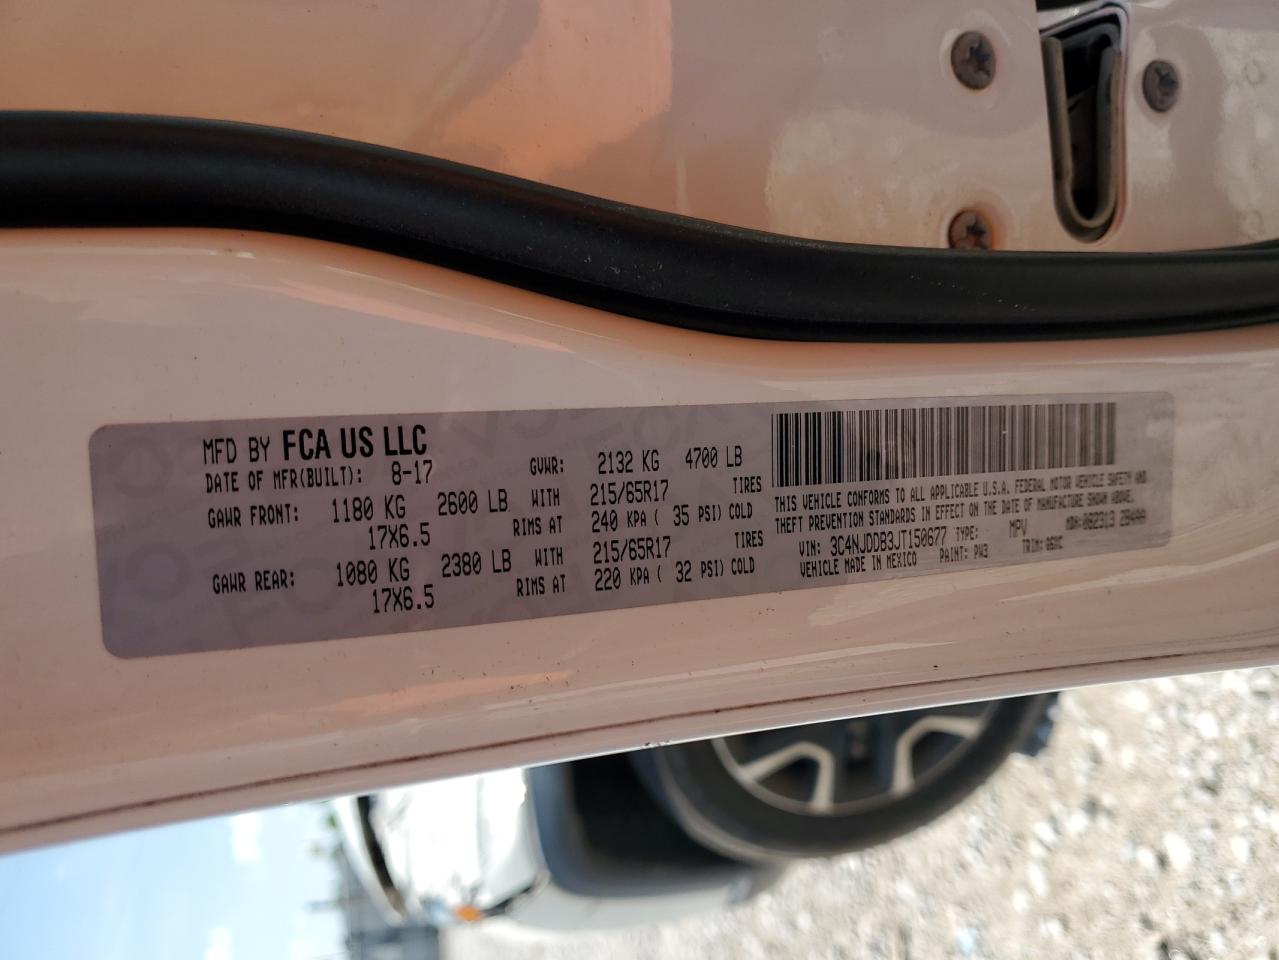 MFD BY FCA US LLC
DATE OF MFR(BUILT): 8-17 GVWR: 2132 KG 4700 LB
GAWR FRONT: 1180 KG 2600 LB WITH 215/65R17 TIRES
17X6.5 RIMS AT 240 KPA ( 35 PSI) COLD
GAWR REAR: 1080 KG 2380 LB WITH 215/65R17 TIRES
17X6.5 RIMS AT 220 KPA ( 32 PSI) COLD
THIS VEHICLE CONFORMS TO ALL APPLICABLE U.S.A. FEDERAL MOTOR VEHICLE SAFETY AND
THEFT PREVENTION STANDARDS IN EFFECT ON THE DATE OF MANUFACTURE SHOWN ABOVE.
VIN: 3C4NJDDB3JT150677 TYPE: MPV MDH: 082313 284AAA
VEHICLE MADE IN MEXICO PAINT: PW3 TRIM: